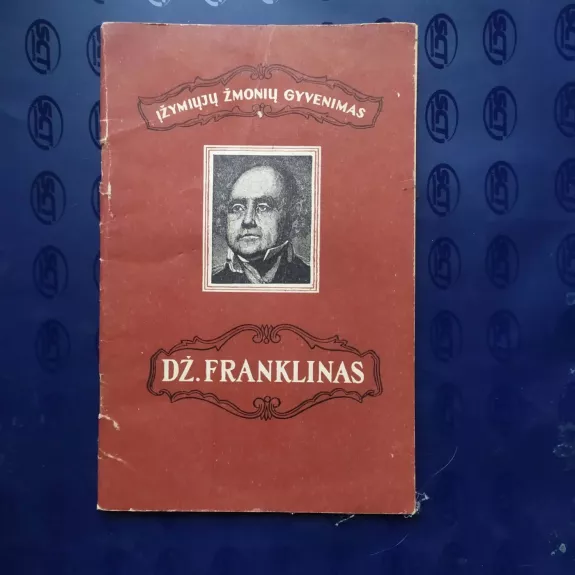 ĮŽYMIŲJŲ ŽMONIŲ GYVENIMAS
DŽ. FRANKLINAS